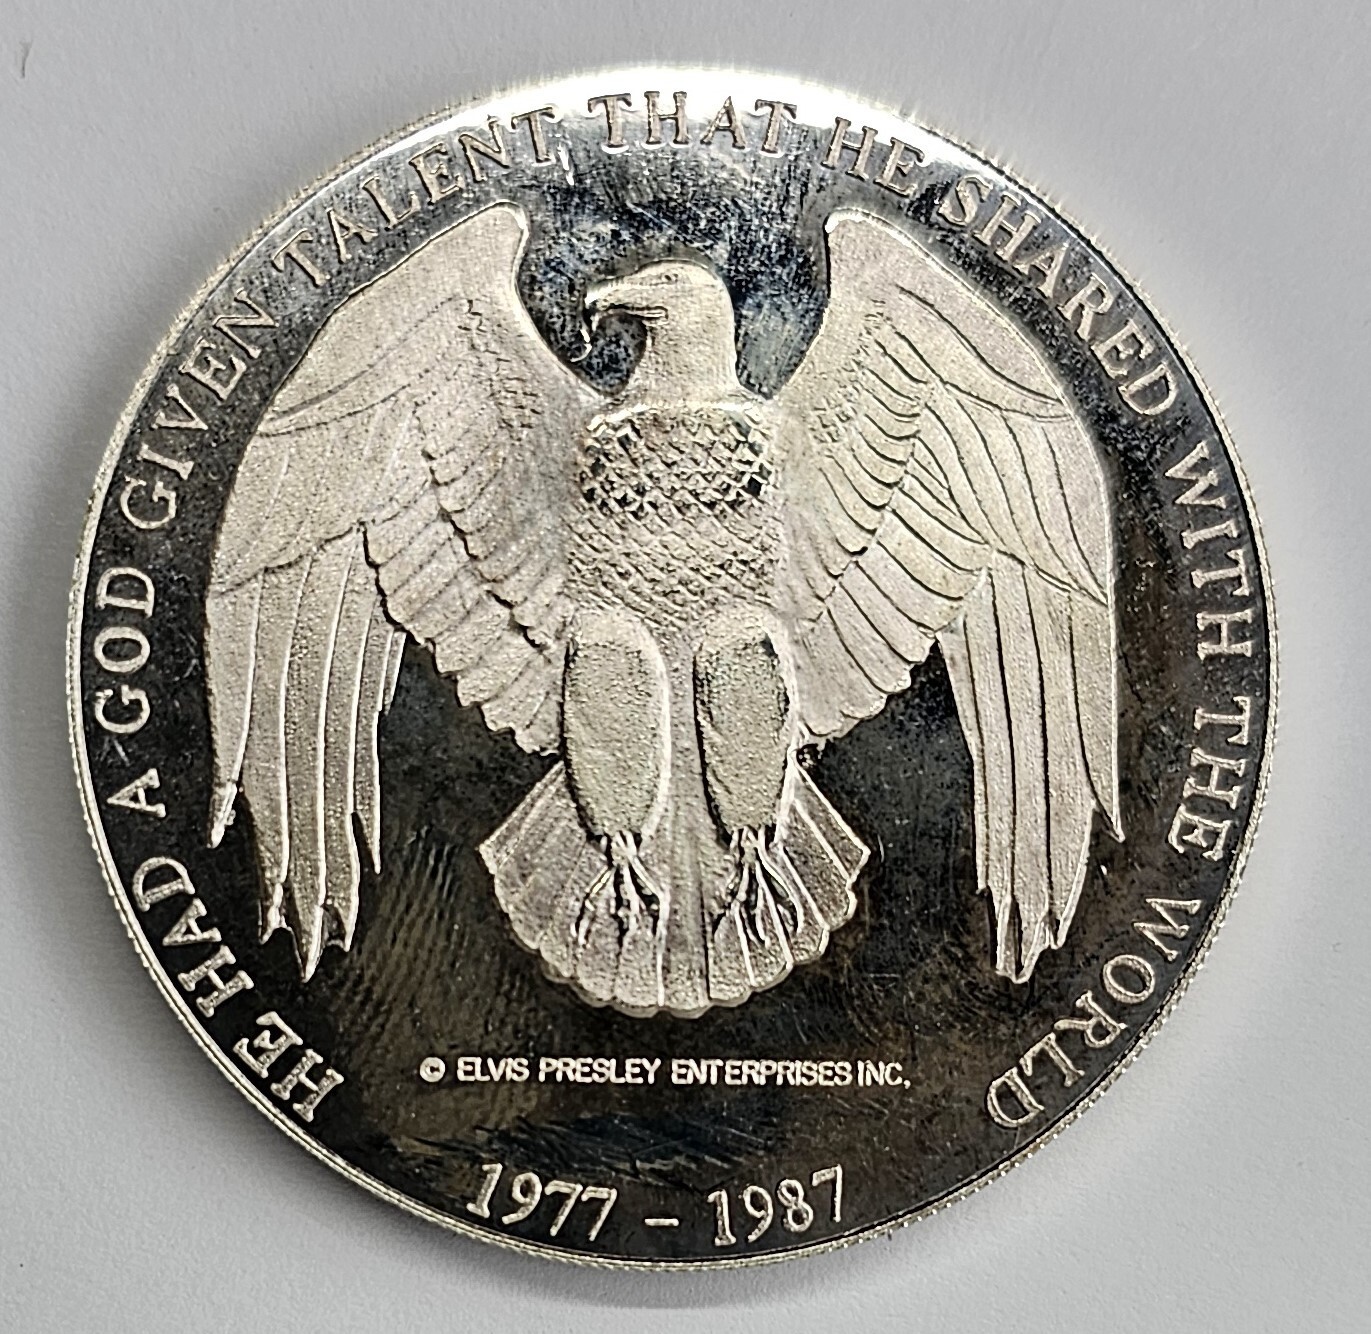 HE HAD A GOD GIVEN TALENT THAT HE SHARED WITH THE WORLD
© ELVIS PRESLEY ENTERPRISES INC,
1977 - 1987